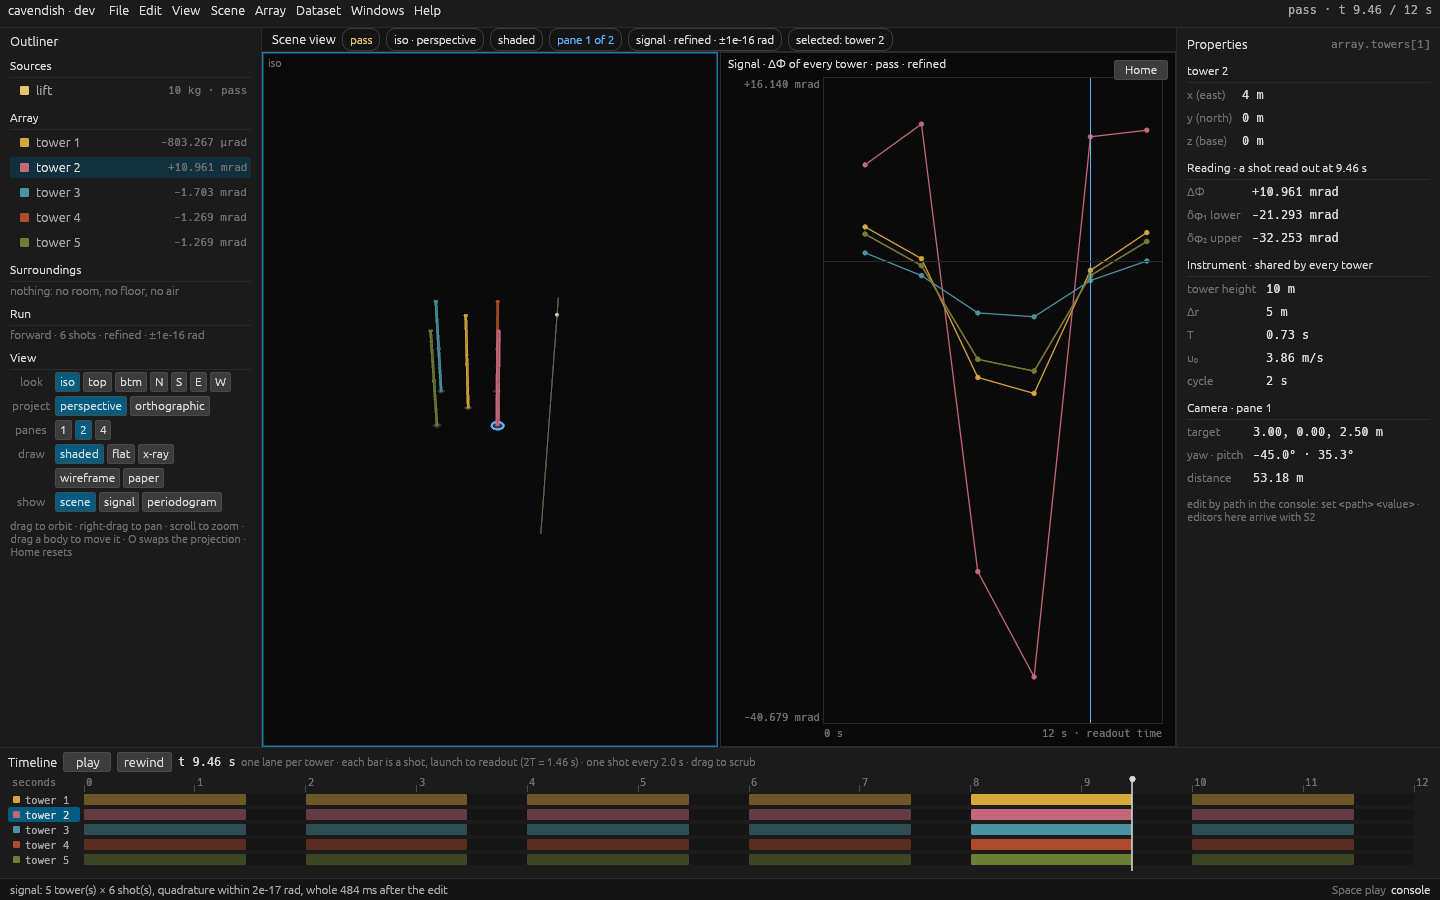 cavendish · dev File Edit View Scene Array Dataset Windows Help
pass · t 9.46 / 12 s
Outliner
Sources
lift 10 kg · pass
Array
tower 1 -803.267 µrad
tower 2 +10.961 mrad
tower 3 -1.703 mrad
tower 4 -1.269 mrad
tower 5 -1.269 mrad
Surroundings
nothing: no room, no floor, no air
Run
forward · 6 shots · refined · ±1e-16 rad
View
look iso top btm N S E W
project perspective orthographic
panes 1 2 4
draw shaded flat x-ray
wireframe paper
show scene signal periodogram
drag to orbit · right-drag to pan · scroll to zoom ·
drag a body to move it · O swaps the projection ·
Home resets
Scene view pass iso · perspective shaded pane 1 of 2 signal · refined · ±1e-16 rad selected: tower 2
iso
Signal · ΔΦ of every tower · pass · refined
Home
+16.140 mrad
-40.679 mrad
0 s 12 s · readout time
Properties array.towers[1]
tower 2
x (east) 4 m
y (north) 0 m
z (base) 0 m
Reading · a shot read out at 9.46 s
ΔΦ +10.961 mrad
δφ₁ lower -21.293 mrad
δφ₂ upper -32.253 mrad
Instrument · shared by every tower
tower height 10 m
Δr 5 m
T 0.73 s
u₀ 3.86 m/s
cycle 2 s
Camera · pane 1
target 3.00, 0.00, 2.50 m
yaw · pitch -45.0° · 35.3°
distance 53.18 m
edit by path in the console: set <path> <value> ·
editors here arrive with S2
Timeline play rewind t 9.46 s one lane per tower · each bar is a shot, launch to readout (2T = 1.46 s) · one shot every 2.0 s · drag to scrub
seconds 0 1 2 3 4 5 6 7 8 9 10 11 12
tower 1
tower 2
tower 3
tower 4
tower 5
signal: 5 tower(s) × 6 shot(s), quadrature within 2e-17 rad, whole 484 ms after the edit
Space play console